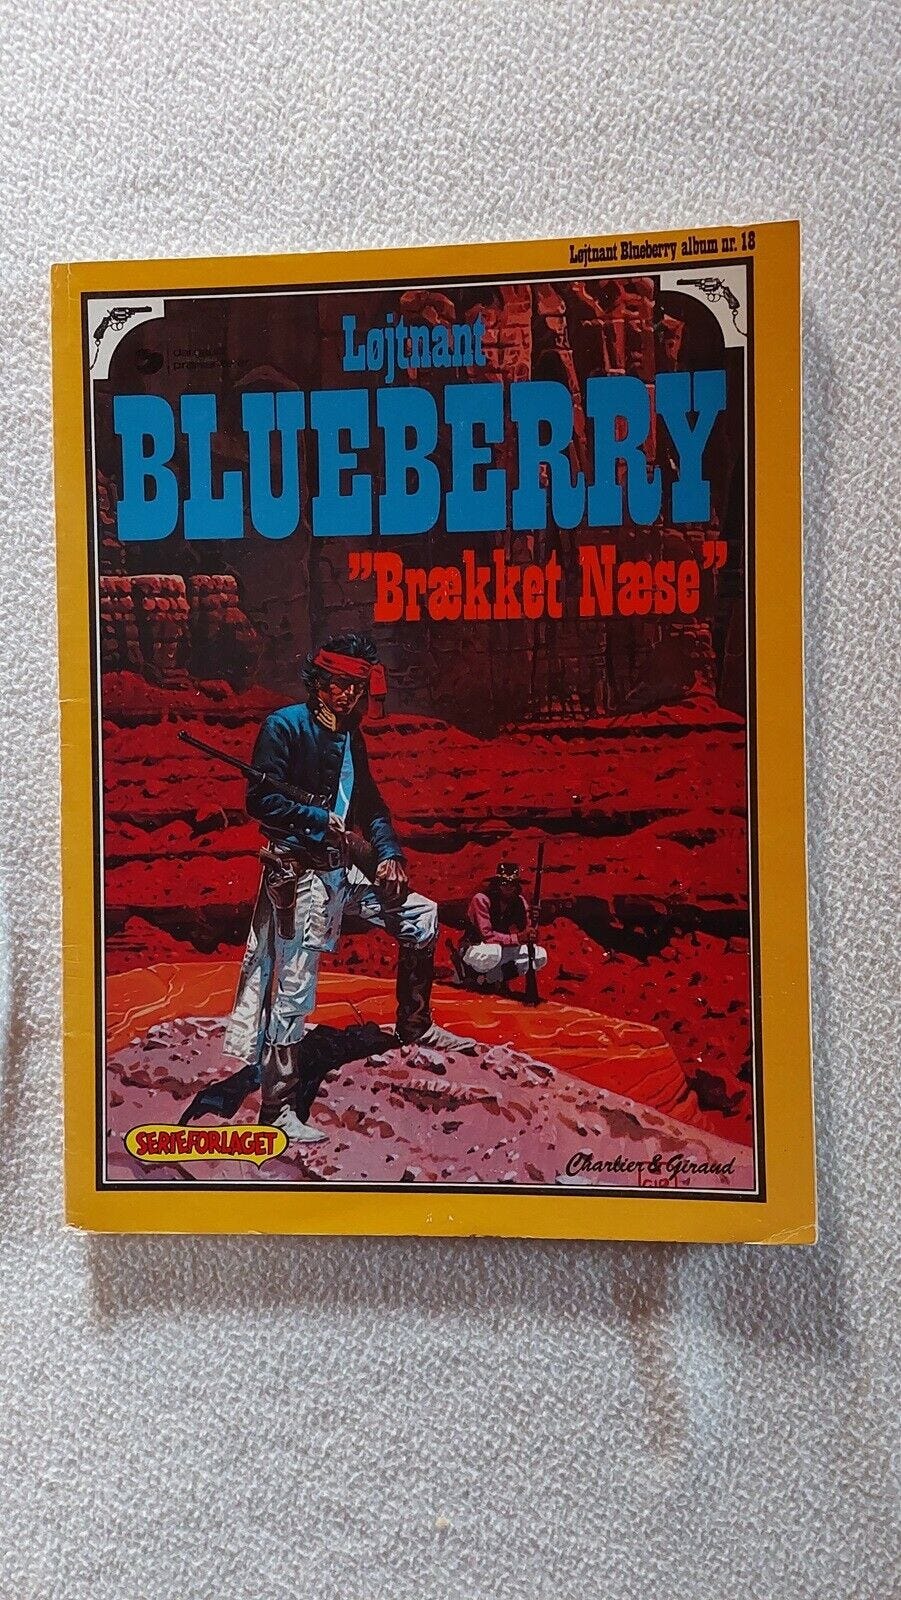 Løjtnant Blueberry album nr. 18
Løjtnant
BLUEBERRY
"Brækket Næse"
SERIEFORLAGET
Charlier & Giraud